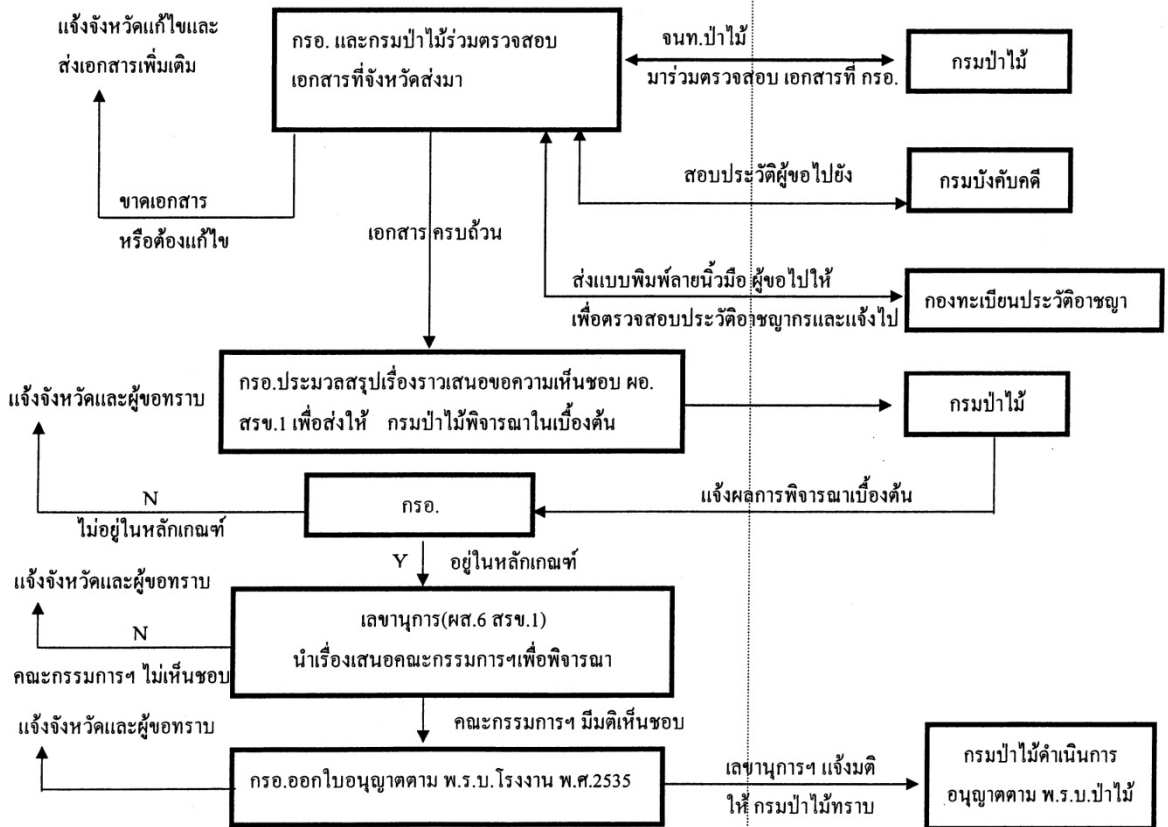 แจ้งจังหวัดแก้ไขและ
ส่งเอกสารเพิ่มเติม
กรอ. และกรมป่าไม้ร่วมตรวจสอบ
เอกสารที่จังหวัดส่งมา
จนท.ป่าไม้
มาร่วมตรวจสอบ เอกสารที่ กรอ.
กรมป่าไม้
สอบประวัติผู้ขอไปยัง
กรมบังคับคดี
ขาดเอกสาร
หรือต้องแก้ไข
เอกสาร ครบถ้วน
ส่งแบบพิมพ์ลายนิ้วมือ ผู้ขอไปให้
เพื่อตรวจสอบประวัติอาชญากรและแจ้งไป
กองทะเบียนประวัติอาชญา
แจ้งจังหวัดและผู้ขอทราบ
กรอ.ประมวลสรุปเรื่องราวเสนอขอความเห็นชอบ ผอ.
สรข.1 เพื่อส่งให้ กรมป่าไม้พิจารณาในเบื้องต้น
กรมป่าไม้
N
ไม่อยู่ในหลักเกณฑ์
กรอ.
แจ้งผลการพิจารณาเบื้องต้น
Y อยู่ในหลักเกณฑ์
แจ้งจังหวัดและผู้ขอทราบ
N
คณะกรรมการฯ ไม่เห็นชอบ
เลขานุการ(ผส.6 สรข.1)
นำเรื่องเสนอคณะกรรมการฯเพื่อพิจารณา
คณะกรรมการฯ มีมติเห็นชอบ
แจ้งจังหวัดและผู้ขอทราบ
กรอ.ออกใบอนุญาตตาม พ.ร.บ.โรงงาน พ.ศ.2535
เลขานุการฯ แจ้งมติ
ให้ กรมป่าไม้ทราบ
กรมป่าไม้ดำเนินการ
อนุญาตตาม พ.ร.บ.ป่าไม้